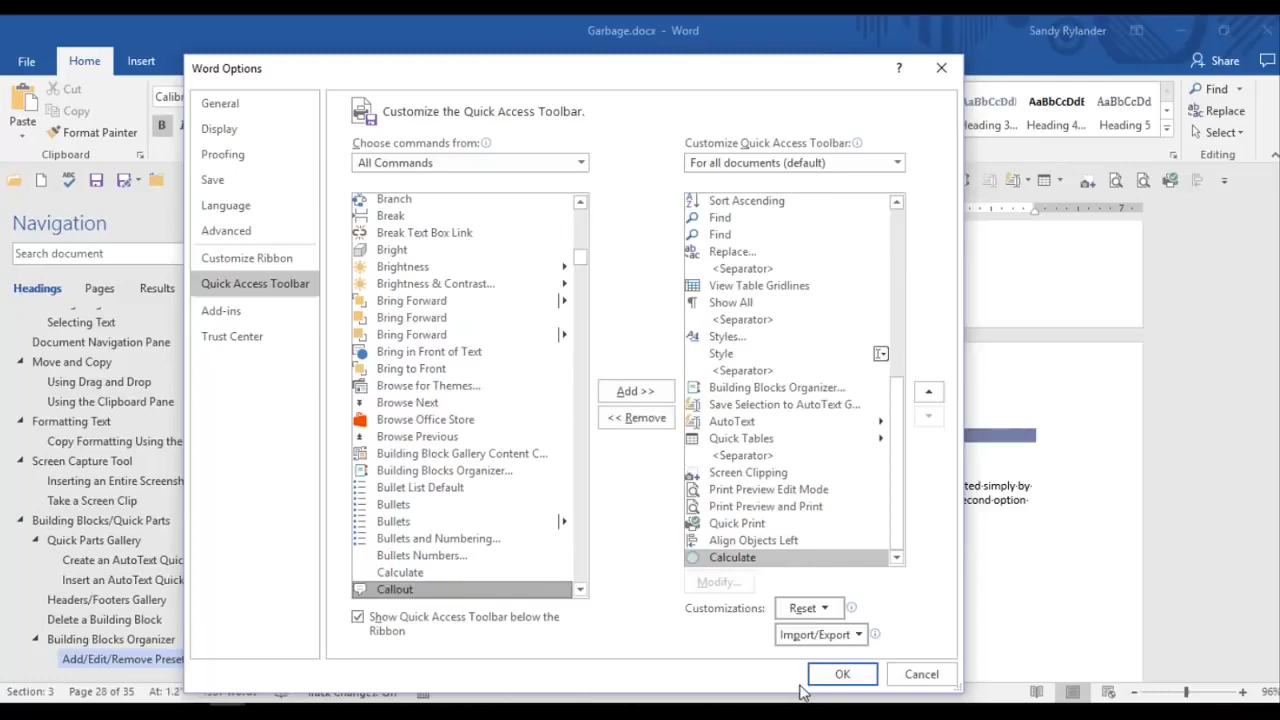 Garbage.docx - Word
Sandy Rylander
File
Home
Insert
Share
Cut
Copy
Format Painter
Paste
Clipboard
Calibr
B
AaBbCcDd
AaBbCcDdE
AaBbCcDd
Heading 3...
Heading 4...
Heading 5
Find
Replace
Select
Editing
Navigation
Search document
Headings
Pages
Results
Selecting Text
Document Navigation Pane
Move and Copy
Using Drag and Drop
Using the Clipboard Pane
Formatting Text
Copy Formatting Using the
Screen Capture Tool
Inserting an Entire Screensh
Take a Screen Clip
Building Blocks/Quick Parts
Quick Parts Gallery
Create an AutoText Quic
Insert an AutoText Quick
Headers/Footers Gallery
Delete a Building Block
Building Blocks Organizer
Add/Edit/Remove Preset
Word Options
?
General
Display
Proofing
Save
Language
Advanced
Customize Ribbon
Quick Access Toolbar
Add-ins
Trust Center
Customize the Quick Access Toolbar.
Choose commands from:
All Commands
Branch
Break
Break Text Box Link
Bright
Brightness
Brightness & Contrast...
Bring Forward
Bring Forward
Bring Forward
Bring in Front of Text
Bring to Front
Browse for Themes...
Browse Next
Browse Office Store
Browse Previous
Building Block Gallery Content C...
Building Blocks Organizer...
Bullet List Default
Bullets
Bullets
Bullets and Numbering...
Bullets Numbers...
Calculate
Callout
Show Quick Access Toolbar below the
Ribbon
Add >>
<< Remove
Customize Quick Access Toolbar:
For all documents (default)
Sort Ascending
Find
Find
Replace...
<Separator>
View Table Gridlines
Show All
<Separator>
Styles...
Style
<Separator>
Building Blocks Organizer...
Save Selection to AutoText G...
AutoText
Quick Tables
<Separator>
Screen Clipping
Print Preview Edit Mode
Print Preview and Print
Quick Print
Align Objects Left
Calculate
Modify...
Customizations:
Reset
Import/Export
OK
Cancel
7
ted·simply·by·
econd·option·
Section: 3
Page 28 of 35
At: 1.2"
Track Changes: On
96%